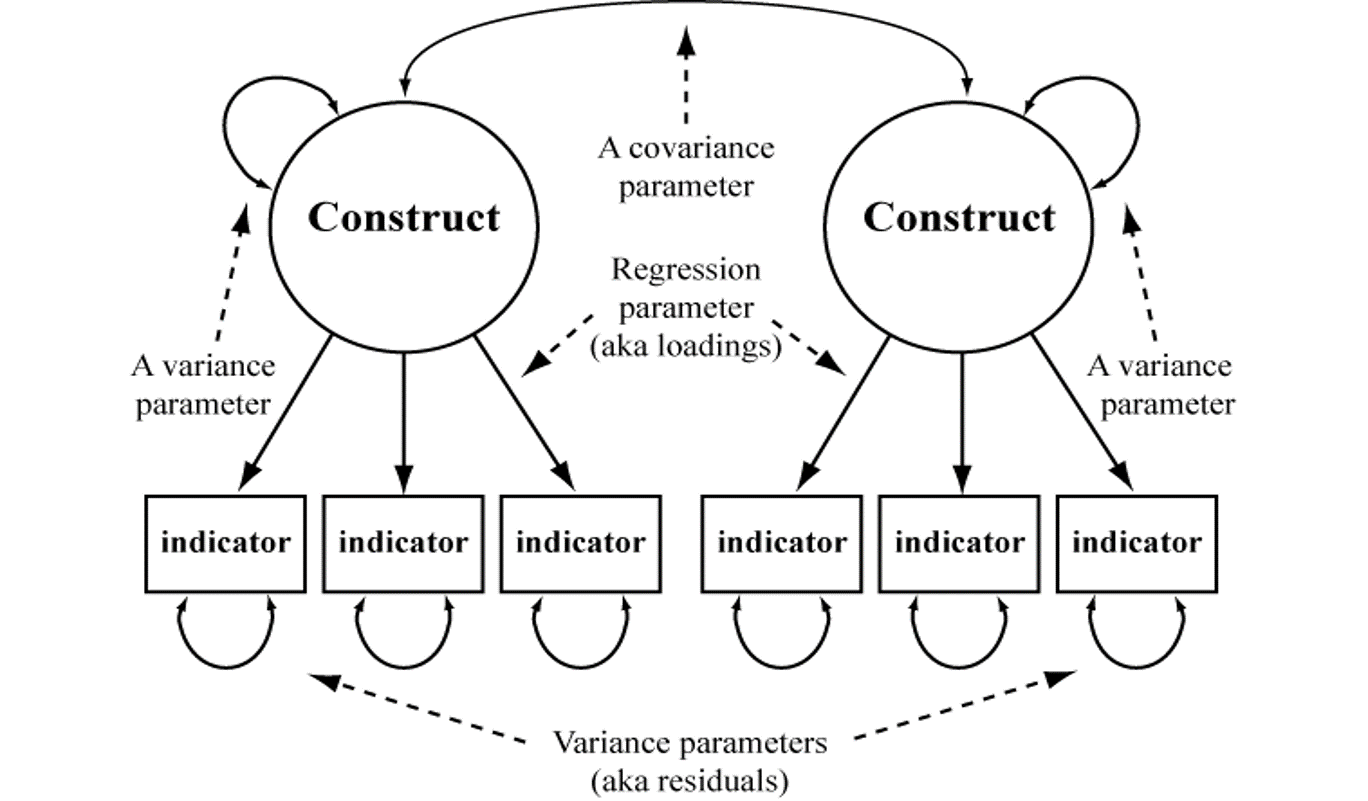 A covariance
parameter
Construct
Construct
Regression
parameter
(aka loadings)
A variance
parameter
A variance
parameter
indicator
indicator
indicator
indicator
indicator
indicator
Variance parameters
(aka residuals)